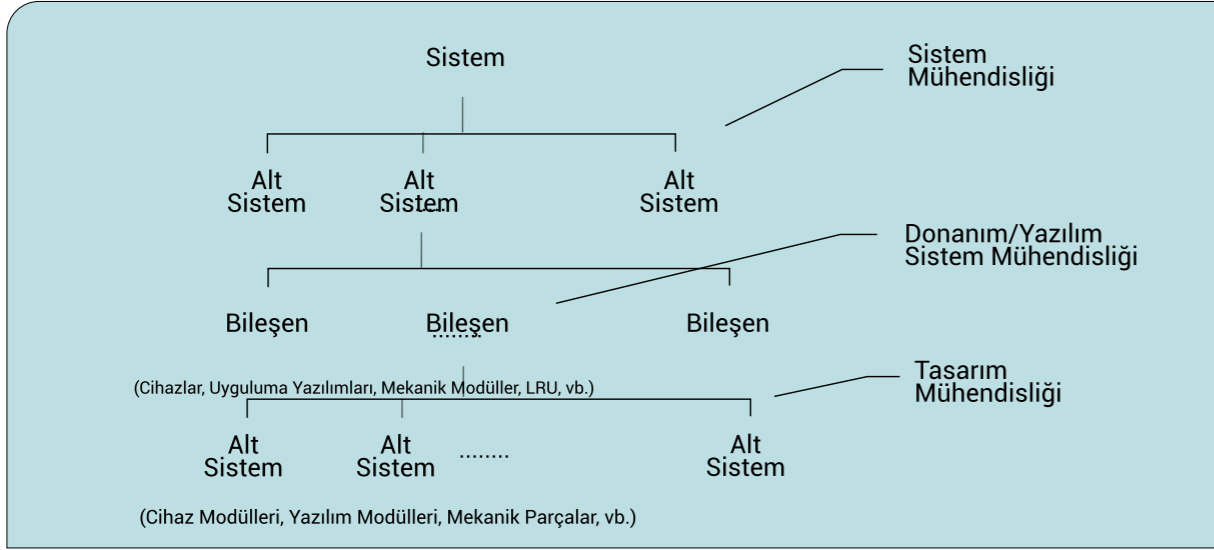 Sistem
Sistem
Mühendisliği
Alt
Sistem
Alt
Sistem
.....
Alt
Sistem
Donanım/Yazılım
Sistem Mühendisliği
Bileşen
Bileşen
........
Bileşen
(Cihazlar, Uyguluma Yazılımları, Mekanik Modüller, LRU, vb.)
Tasarım
Mühendisliği
Alt
Sistem
Alt
Sistem
........
Alt
Sistem
(Cihaz Modülleri, Yazılım Modülleri, Mekanik Parçalar, vb.)